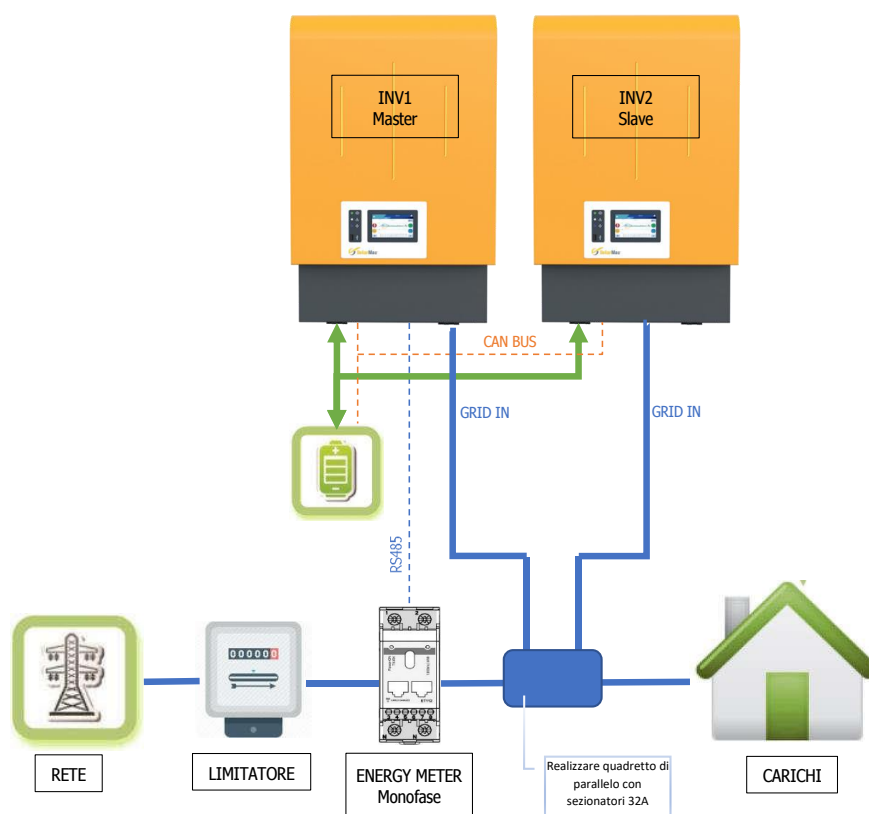 INV1
Master
INV2
Slave
CAN BUS
GRID IN
GRID IN
RS485
000000
RETE
LIMITATORE
ENERGY METER
Monofase
Realizzare quadretto di
parallelo con
sezionatori 32A
CARICHI